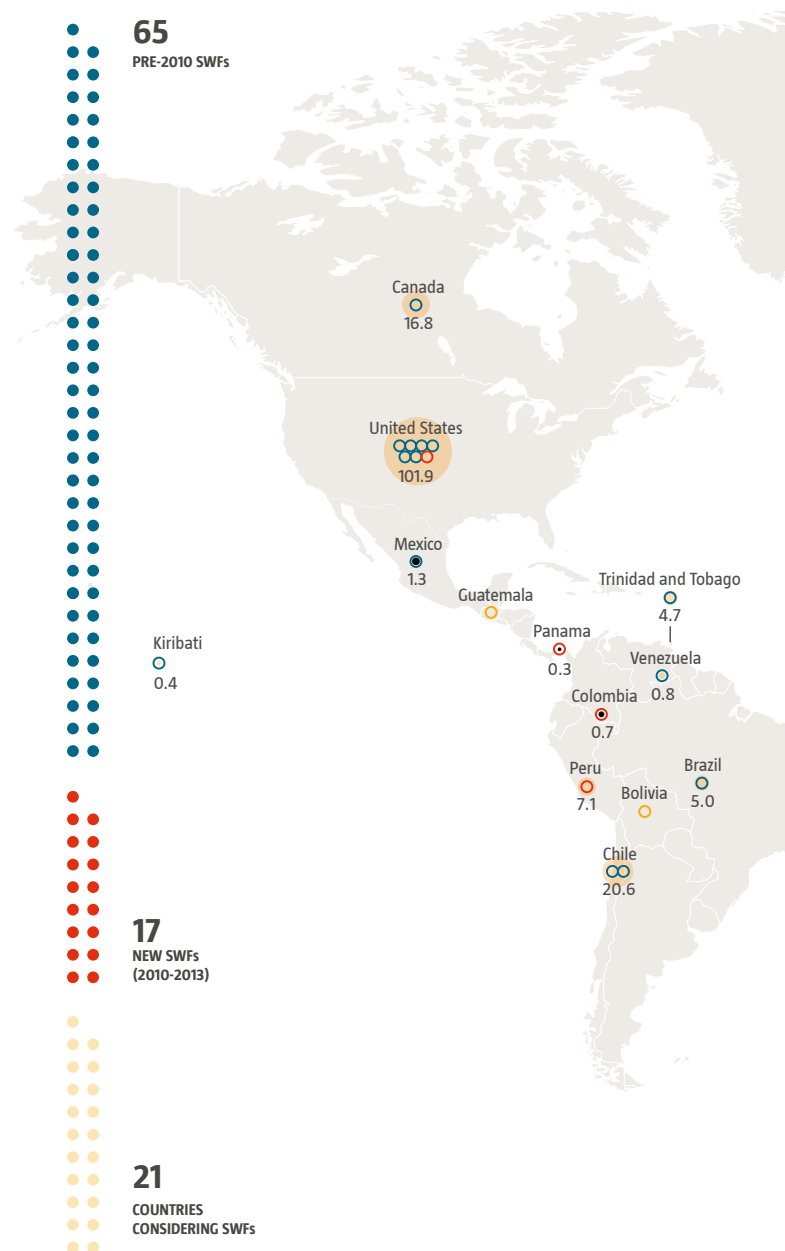 65
PRE-2010 SWFs
Canada
16.8
United States
101.9
Mexico
1.3
Guatemala
Trinidad and Tobago
4.7
Panama
0.3
Kiribati
0.4
Venezuela
0.8
Colombia
0.7
Peru
7.1
Bolivia
Brazil
5.0
Chile
20.6
17
NEW SWFs
(2010-2013)
21
COUNTRIES
CONSIDERING SWFs